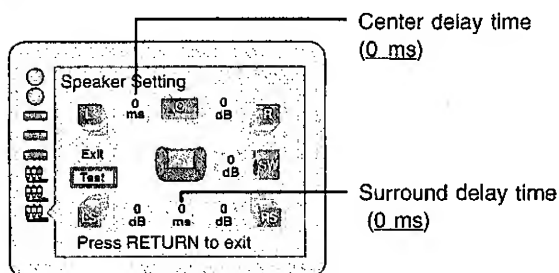 Center delay time
(0 ms)
Speaker Setting
L
0
ms
C
0
dB
R
Exit
Test
0
dB
SW
LS
0
dB
0
ms
0
dB
RS
Press RETURN to exit
Surround delay time
(0 ms)